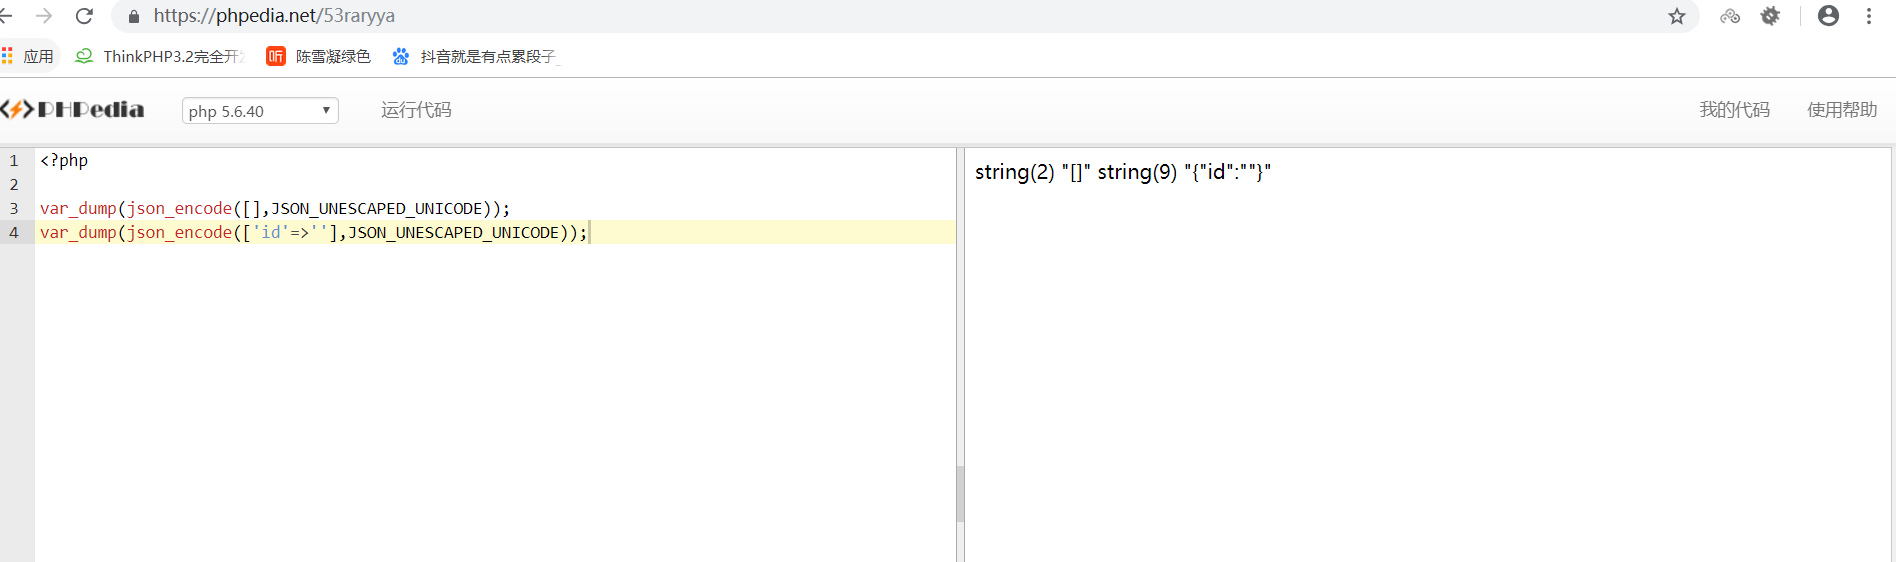 https://phpedia.net/53raryya
应用 ThinkPHP3.2完全开 听 陈雪凝绿色 du 抖音就是有点累段子_
PHPedia php 5.6.40 运行代码 我的代码 使用帮助
1 <?php
2
3 var_dump(json_encode([],JSON_UNESCAPED_UNICODE));
4 var_dump(json_encode(['id'=>''],JSON_UNESCAPED_UNICODE));
string(2) "[]" string(9) "{"id":""}"